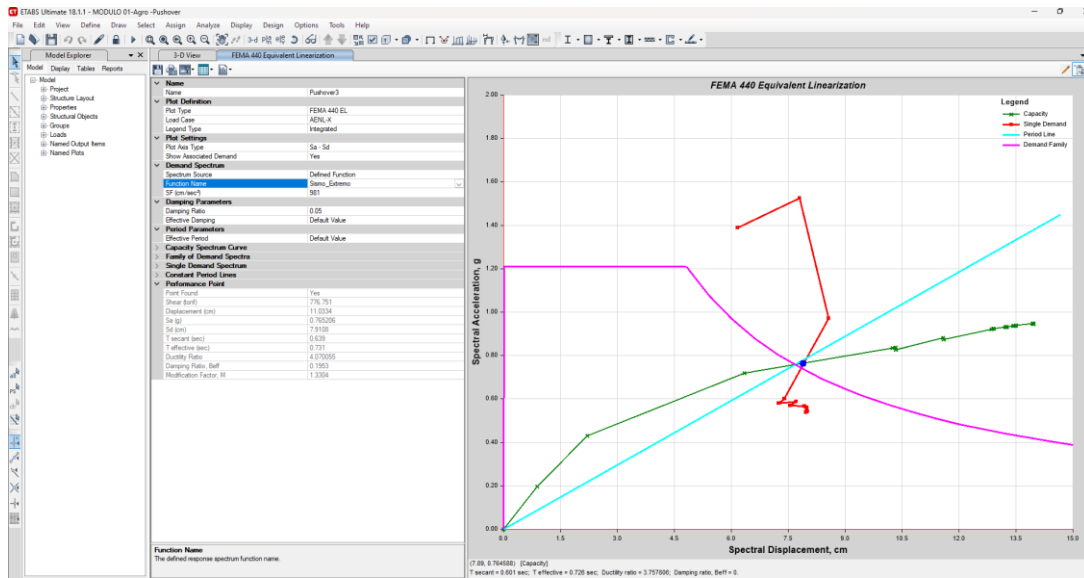 ETABS Ultimate 18.1.1 - MODULO 01-Agro -Pushover
File Edit View Define Draw Select Assign Analyze Display Design Options Tools Help
Model Explorer
3-D View
FEMA 440 Equivalent Linearization
Model Display Tables Reports
Model
Project
Structure Layout
Properties
Structural Objects
Groups
Loads
Named Output Items
Named Plots
Name
Name Pushover3
Plot Definition
Plot Type FEMA 440 EL
Load Case AENL-X
Legend Type Integrated
Plot Settings
Plot Axis Type Sa - Sd
Show Associated Demand Yes
Demand Spectrum
Spectrum Source Defined Function
Function Name Sismo_Extremo
SF (cm/sec²) 981
Damping Parameters
Damping Ratio 0.05
Effective Damping Default Value
Period Parameters
Effective Period Default Value
Capacity Spectrum Curve
Family of Demand Spectra
Single Demand Spectrum
Constant Period Lines
Performance Point
Point Found Yes
Shear (tonf) 776.751
Displacement (cm) 11.0334
Sa (g) 0.765206
Sd (cm) 7.9108
T secant (sec) 0.639
T effective (sec) 0.731
Ductility Ratio 4.070055
Damping Ratio, Beff 0.1953
Modification Factor, M 1.3304
Function Name
The defined response spectrum function name.
FEMA 440 Equivalent Linearization
Legend
Capacity
Single Demand
Period Line
Demand Family
Spectral Acceleration, g
2.00
1.80
1.60
1.40
1.20
1.00
0.80
0.60
0.40
0.20
0.00
0.0 1.5 3.0 4.5 6.0 7.5 9.0 10.5 12.0 13.5 15.0
Spectral Displacement, cm
(7.89, 0.764588) [Capacity]
T secant = 0.601 sec; T effective = 0.726 sec; Ductility ratio = 3.757806; Damping ratio, Beff = 0.